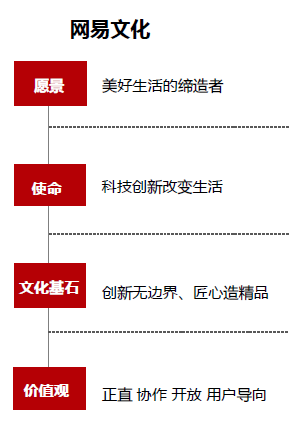 网易文化
愿景
美好生活的缔造者
使命
科技创新改变生活
文化基石
创新无边界、匠心造精品
价值观
正直 协作 开放 用户导向